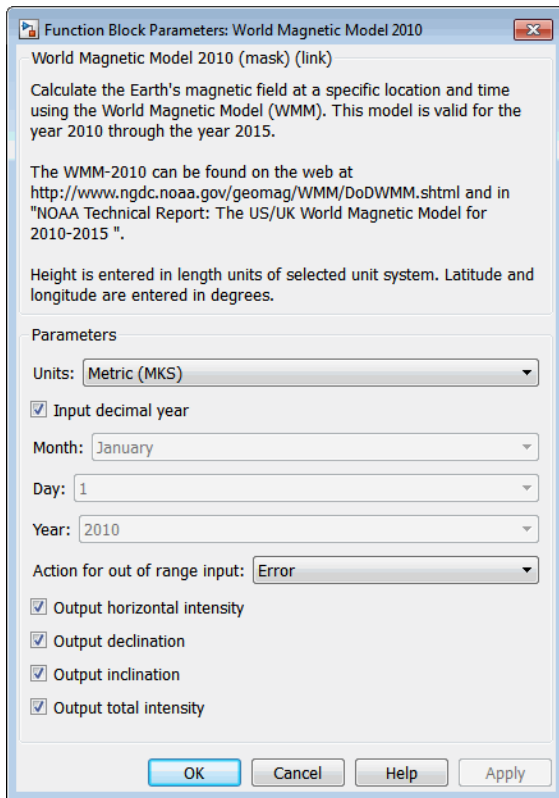 Function Block Parameters: World Magnetic Model 2010
World Magnetic Model 2010 (mask) (link)
Calculate the Earth's magnetic field at a specific location and time
using the World Magnetic Model (WMM). This model is valid for the
year 2010 through the year 2015.
The WMM-2010 can be found on the web at
http://www.ngdc.noaa.gov/geomag/WMM/DoDWMM.shtml and in
"NOAA Technical Report: The US/UK World Magnetic Model for
2010-2015 ".
Height is entered in length units of selected unit system. Latitude and
longitude are entered in degrees.
Parameters
Units: Metric (MKS)
Input decimal year
Month: January
Day: 1
Year: 2010
Action for out of range input: Error
Output horizontal intensity
Output declination
Output inclination
Output total intensity
OK Cancel Help Apply